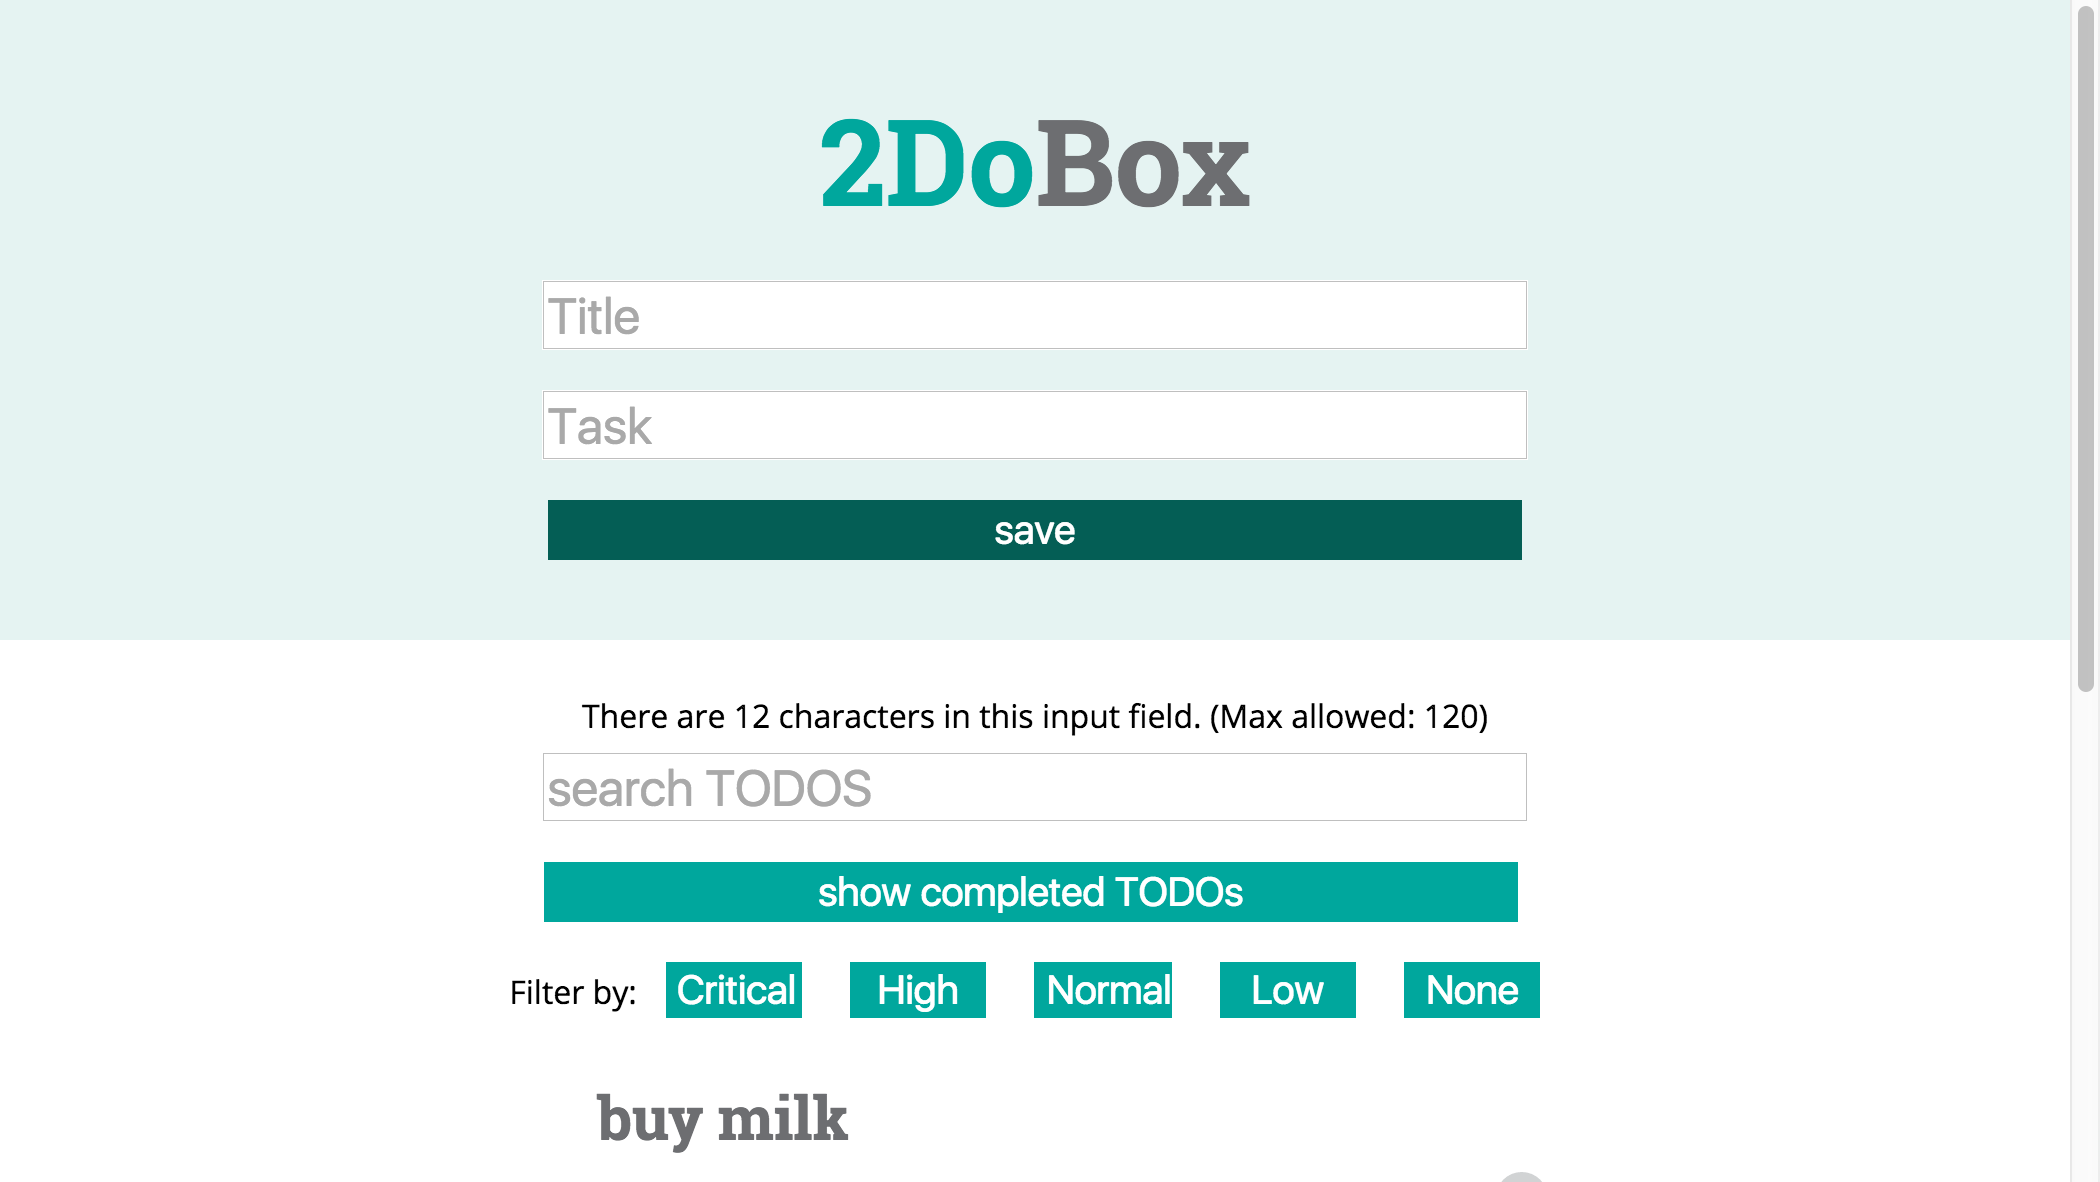 2DoBox
Title
Task
save
There are 12 characters in this input field. (Max allowed: 120)
search TODOS
show completed TODOs
Filter by: Critical High Normal Low None
buy milk